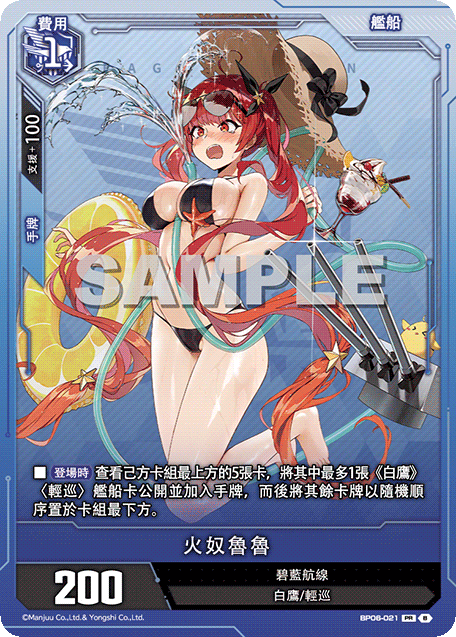 費用
艦船
1
支援+100
手牌
SAMPLE
■ 登場時 查看己方卡組最上方的5張卡，將其中最多1張《白鷹》
〈輕巡〉艦船卡公開並加入手牌，而後將其餘卡牌以隨機順
序置於卡組最下方。
火奴魯魯
200
碧藍航線
白鷹/輕巡
©Manjuu Co.,Ltd.& Yongshi Co.,Ltd.
BP06-021 PR B